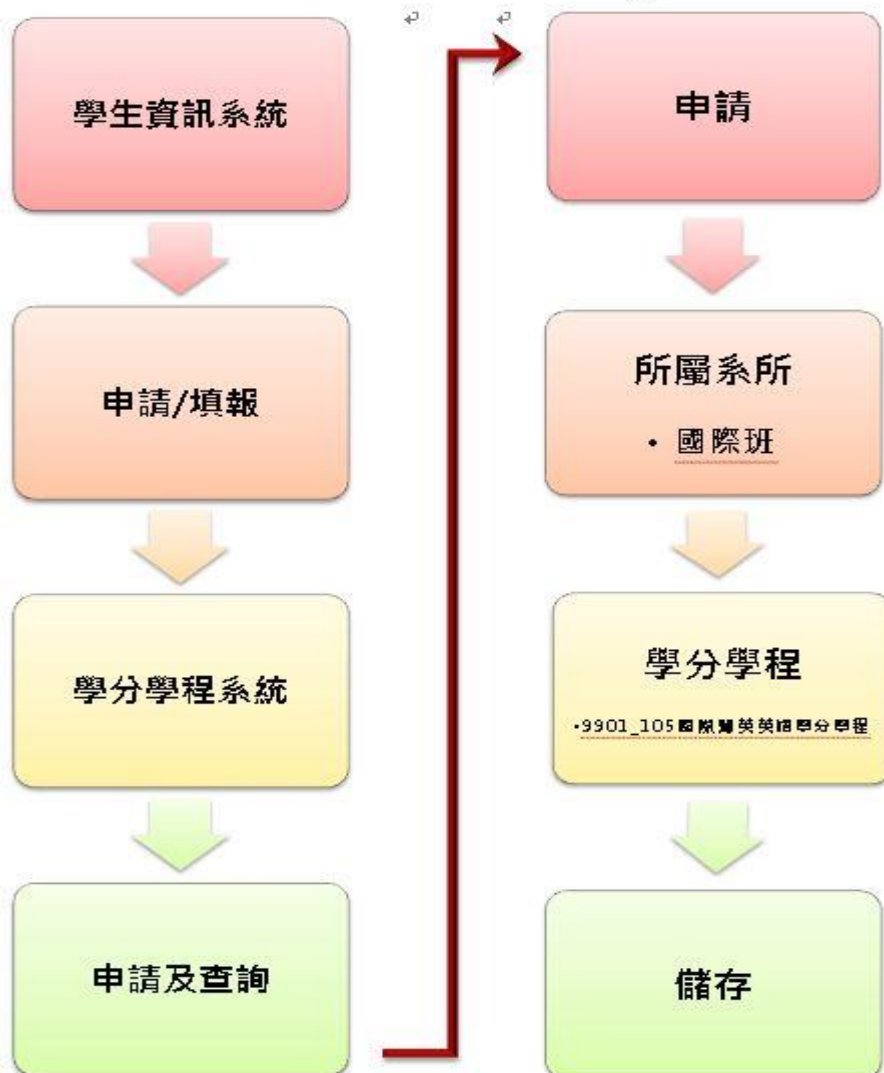 學生資訊系統
申請/填報
學分學程系統
申請及查詢
申請
所屬系所
• 國際班
學分學程
•9901_105國際菁英英語學分學程
儲存